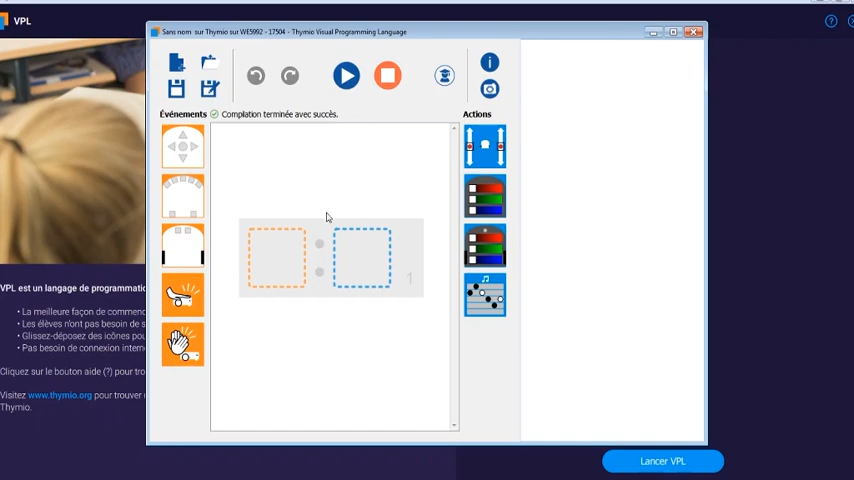 VPL
Sans nom sur Thymio sur WE5992 - 17504 - Thymio Visual Programming Language
Événements
Compilation terminée avec succès.
Actions
1
VPL est un langage de programmati
• La meilleure façon de commenc
• Les élèves n'ont pas besoin de s
• Glissez-déposez des icônes pou
• Pas besoin de connexion intern
Cliquez sur le bouton aide (?) pour tro
Visitez www.thymio.org pour trouver
Thymio.
Lancer VPL